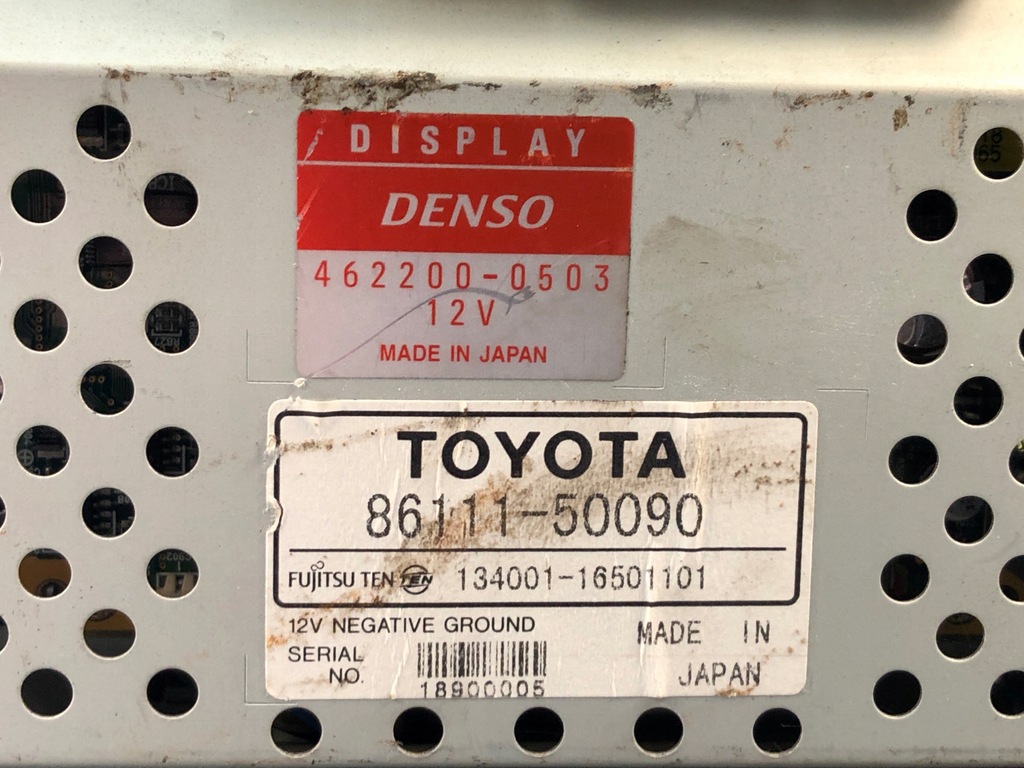 DISPLAY
DENSO
462200-0503
12V
MADE IN JAPAN
TOYOTA
86111-50090
FUJITSU TEN TEN 134001-16501101
12V NEGATIVE GROUND
MADE IN
SERIAL
NO.
JAPAN
18900005